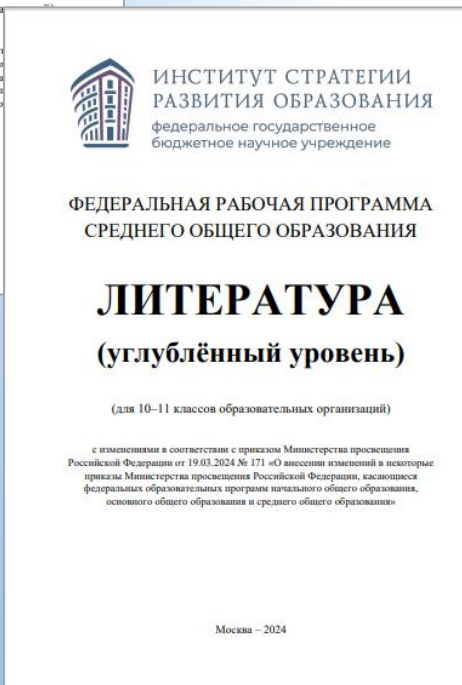 ИНСТИТУТ СТРАТЕГИИ
РАЗВИТИЯ ОБРАЗОВАНИЯ
федеральное государственное
бюджетное научное учреждение
ФЕДЕРАЛЬНАЯ РАБОЧАЯ ПРОГРАММА
СРЕДНЕГО ОБЩЕГО ОБРАЗОВАНИЯ
ЛИТЕРАТУРА
(углублённый уровень)
(для 10–11 классов образовательных организаций)
с изменениями в соответствии с приказом Министерства просвещения
Российской Федерации от 19.03.2024 № 171 «О внесении изменений в некоторые
приказы Министерства просвещения Российской Федерации, касающиеся
федеральных образовательных программ начального общего образования,
основного общего образования и среднего общего образования»
Москва – 2024